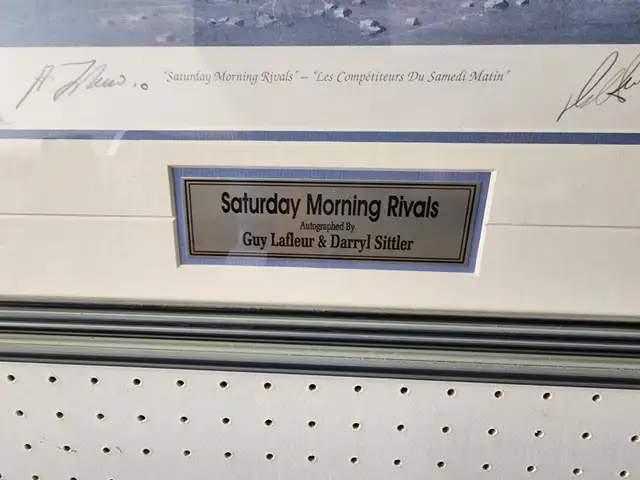 "Saturday Morning Rivals" – "Les Compétiteurs Du Samedi Matin"
Saturday Morning Rivals
Autographed By
Guy Lafleur & Darryl Sittler